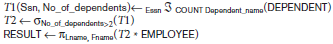 T1(Ssn, No_of_dependents)← Essn ℑ COUNT Dependent_name(DEPENDENT)
T2 ← σNo_of_dependents>2(T1)
RESULT ← πLname, Fname(T2 * EMPLOYEE)